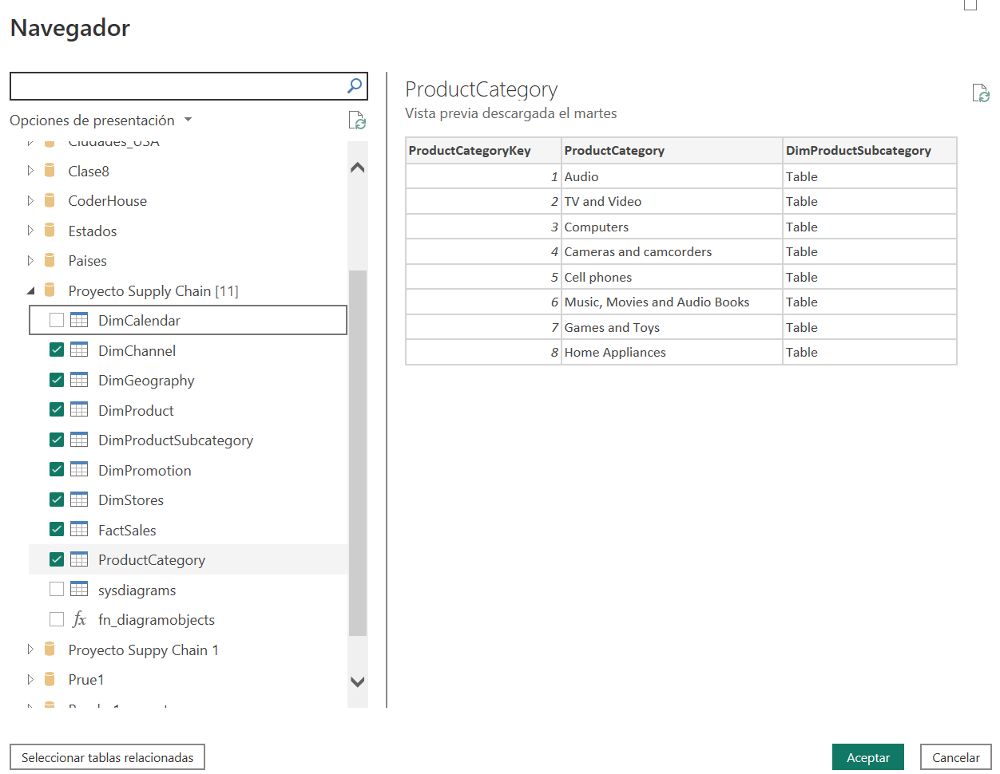 Navegador
Opciones de presentación
Ciudades_USA
Clase8
CoderHouse
Estados
Paises
Proyecto Supply Chain [11]
DimCalendar
DimChannel
DimGeography
DimProduct
DimProductSubcategory
DimPromotion
DimStores
FactSales
ProductCategory
sysdiagrams
fx fn_diagramobjects
Proyecto Suppy Chain 1
Prue1
Seleccionar tablas relacionadas
ProductCategory
Vista previa descargada el martes
ProductCategoryKey ProductCategory DimProductSubcategory
1 Audio Table
2 TV and Video Table
3 Computers Table
4 Cameras and camcorders Table
5 Cell phones Table
6 Music, Movies and Audio Books Table
7 Games and Toys Table
8 Home Appliances Table
Aceptar
Cancelar